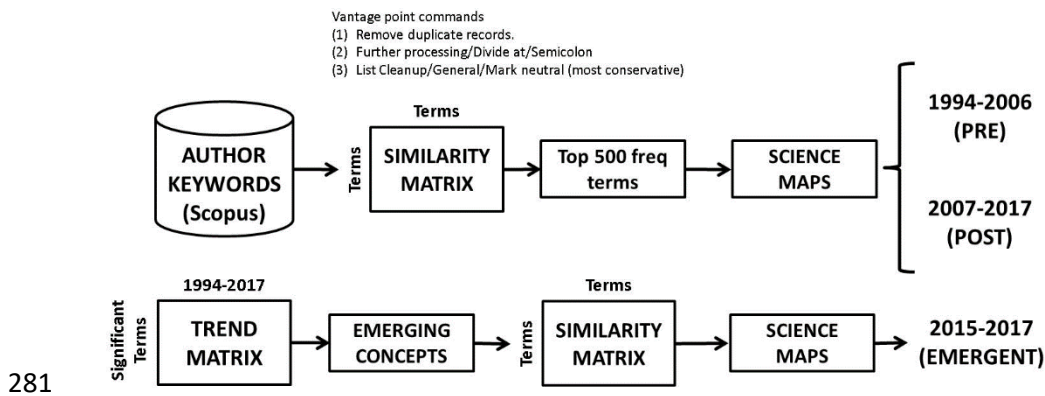 Vantage point commands
(1) Remove duplicate records.
(2) Further processing/Divide at/Semicolon
(3) List Cleanup/General/Mark neutral (most conservative)
AUTHOR
KEYWORDS
(Scopus)
Terms
Terms
SIMILARITY
MATRIX
Top 500 freq
terms
SCIENCE
MAPS
1994-2006
(PRE)
2007-2017
(POST)
1994-2017
Significant
Terms
TREND
MATRIX
EMERGING
CONCEPTS
Terms
Terms
SIMILARITY
MATRIX
SCIENCE
MAPS
2015-2017
(EMERGENT)
281